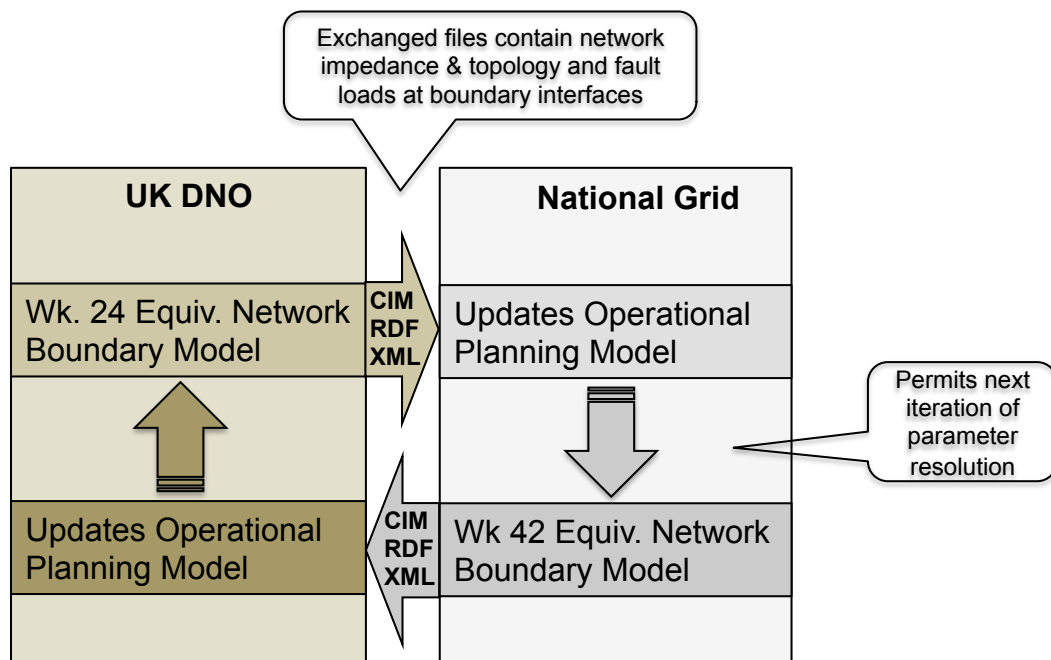 Exchanged files contain network
impedance & topology and fault
loads at boundary interfaces
UK DNO
National Grid
Wk. 24 Equiv. Network
Boundary Model
CIM
RDF
XML
Updates Operational
Planning Model
Permits next
iteration of
parameter
resolution
Updates Operational
Planning Model
CIM
RDF
XML
Wk 42 Equiv. Network
Boundary Model